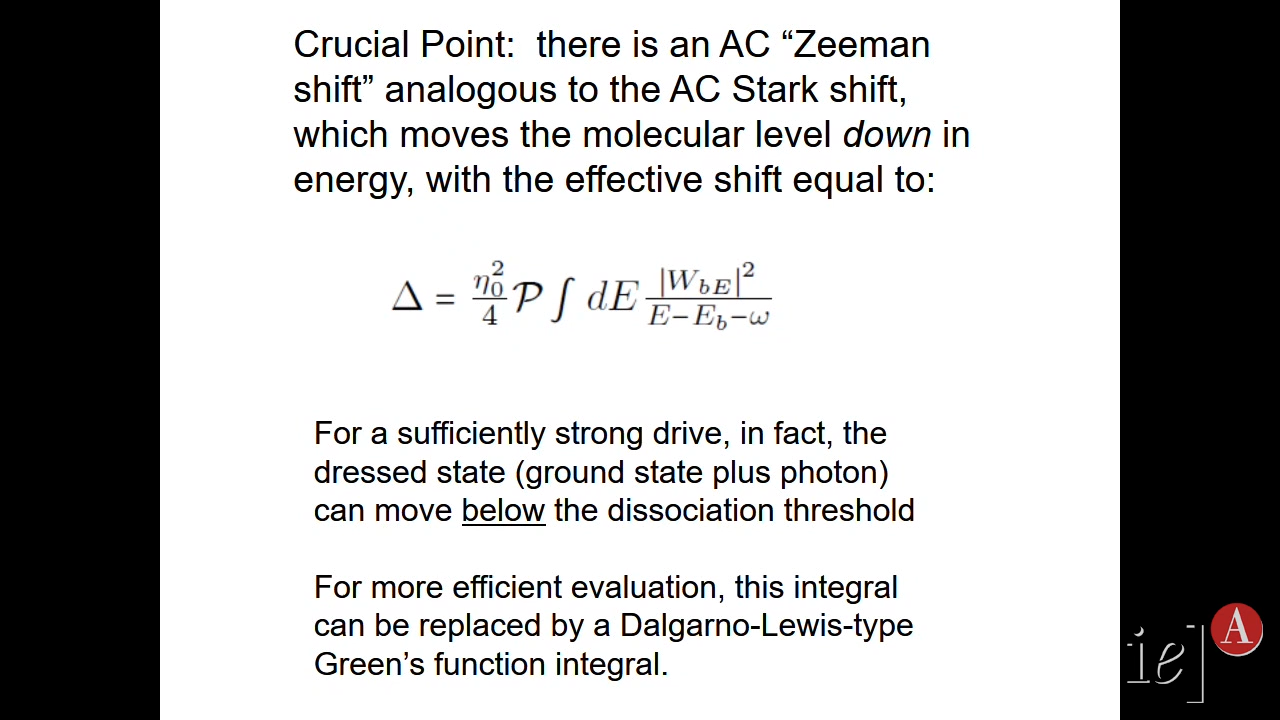 Crucial Point:  there is an AC “Zeeman
shift” analogous to the AC Stark shift,
which moves the molecular level down in
energy, with the effective shift equal to:
Δ = η₀²/4 𝒫 ∫ dE |W_bE|²/(E−E_b−ω)
For a sufficiently strong drive, in fact, the
dressed state (ground state plus photon)
can move below the dissociation threshold
For more efficient evaluation, this integral
can be replaced by a Dalgarno-Lewis-type
Green’s function integral.
A
ie]